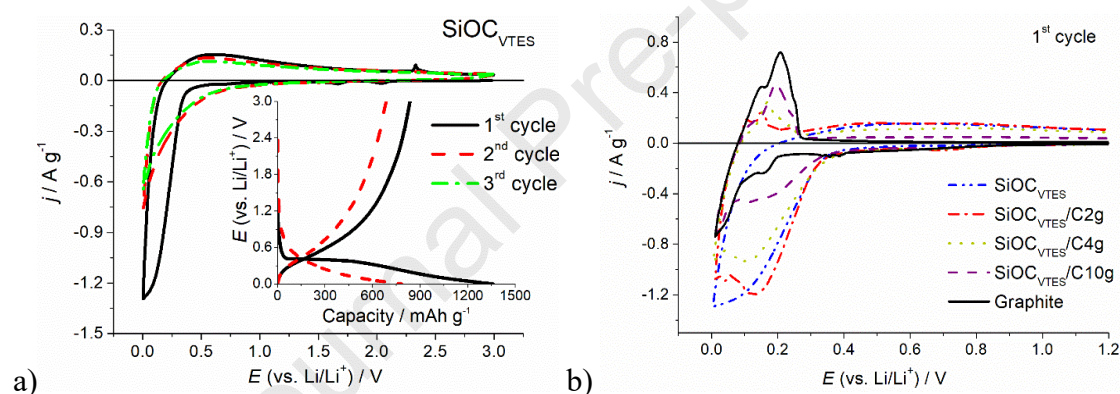 Journal Pre-p
SiOC_VTES
0.3
0.0
-0.3
-0.6
-0.9
-1.2
-1.5
j / A g⁻¹
0.0 0.5 1.0 1.5 2.0 2.5 3.0
E (vs. Li/Li⁺) / V
1st cycle
2nd cycle
3rd cycle
3.0
2.4
1.8
1.2
0.6
0.0
E (vs. Li/Li⁺) / V
0 300 600 900 1200 1500
Capacity / mAh g⁻¹
a)
1st cycle
0.8
0.4
0.0
-0.4
-0.8
-1.2
j / A g⁻¹
SiOC_VTES
SiOC_VTES/C2g
SiOC_VTES/C4g
SiOC_VTES/C10g
Graphite
0.0 0.2 0.4 0.6 0.8 1.0 1.2
E (vs. Li/Li⁺) / V
b)